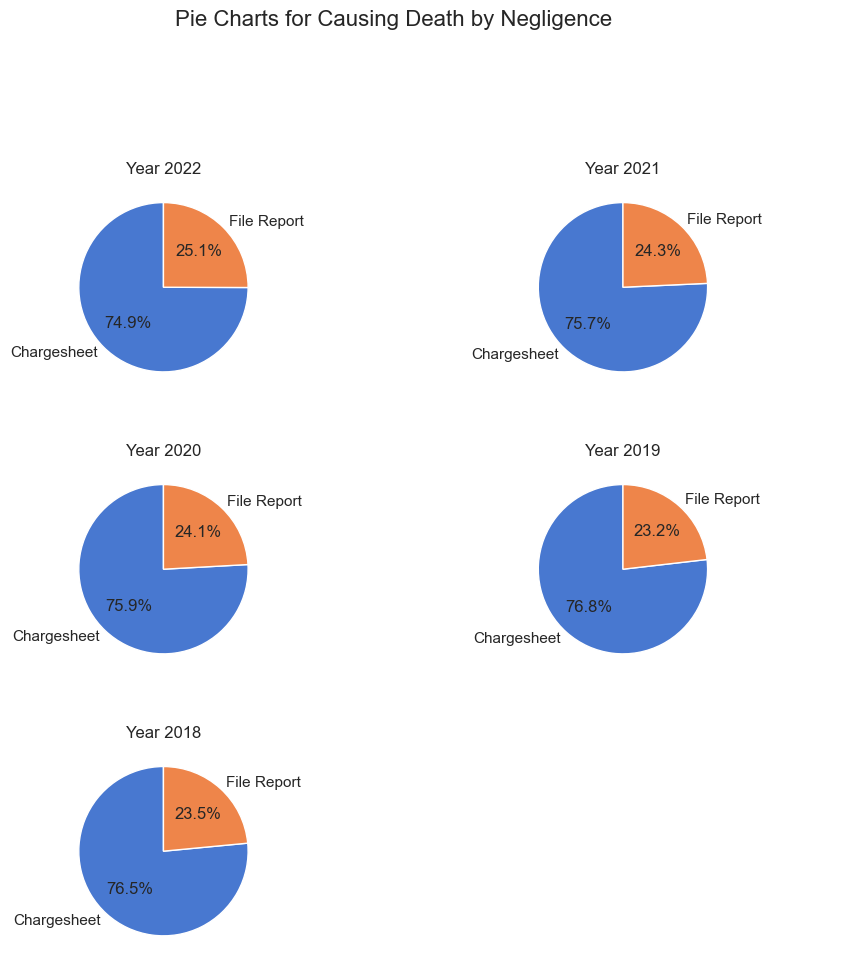 Pie Charts for Causing Death by Negligence
Year 2022
File Report
25.1%
74.9%
Chargesheet
Year 2021
File Report
24.3%
75.7%
Chargesheet
Year 2020
File Report
24.1%
75.9%
Chargesheet
Year 2019
File Report
23.2%
76.8%
Chargesheet
Year 2018
File Report
23.5%
76.5%
Chargesheet